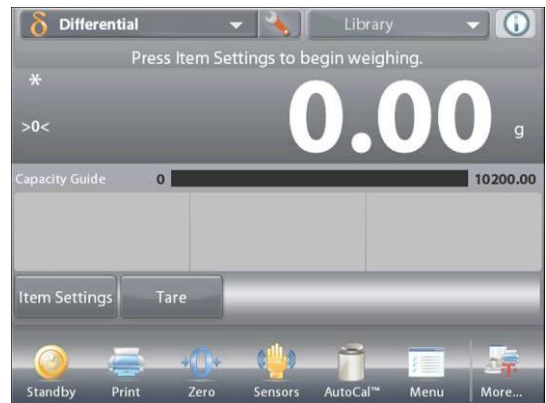 δ Differential Library i
Press Item Settings to begin weighing.
*
>0< 0.00 g
Capacity Guide 0 10200.00
Item Settings Tare
Standby Print Zero Sensors AutoCal™ Menu More...